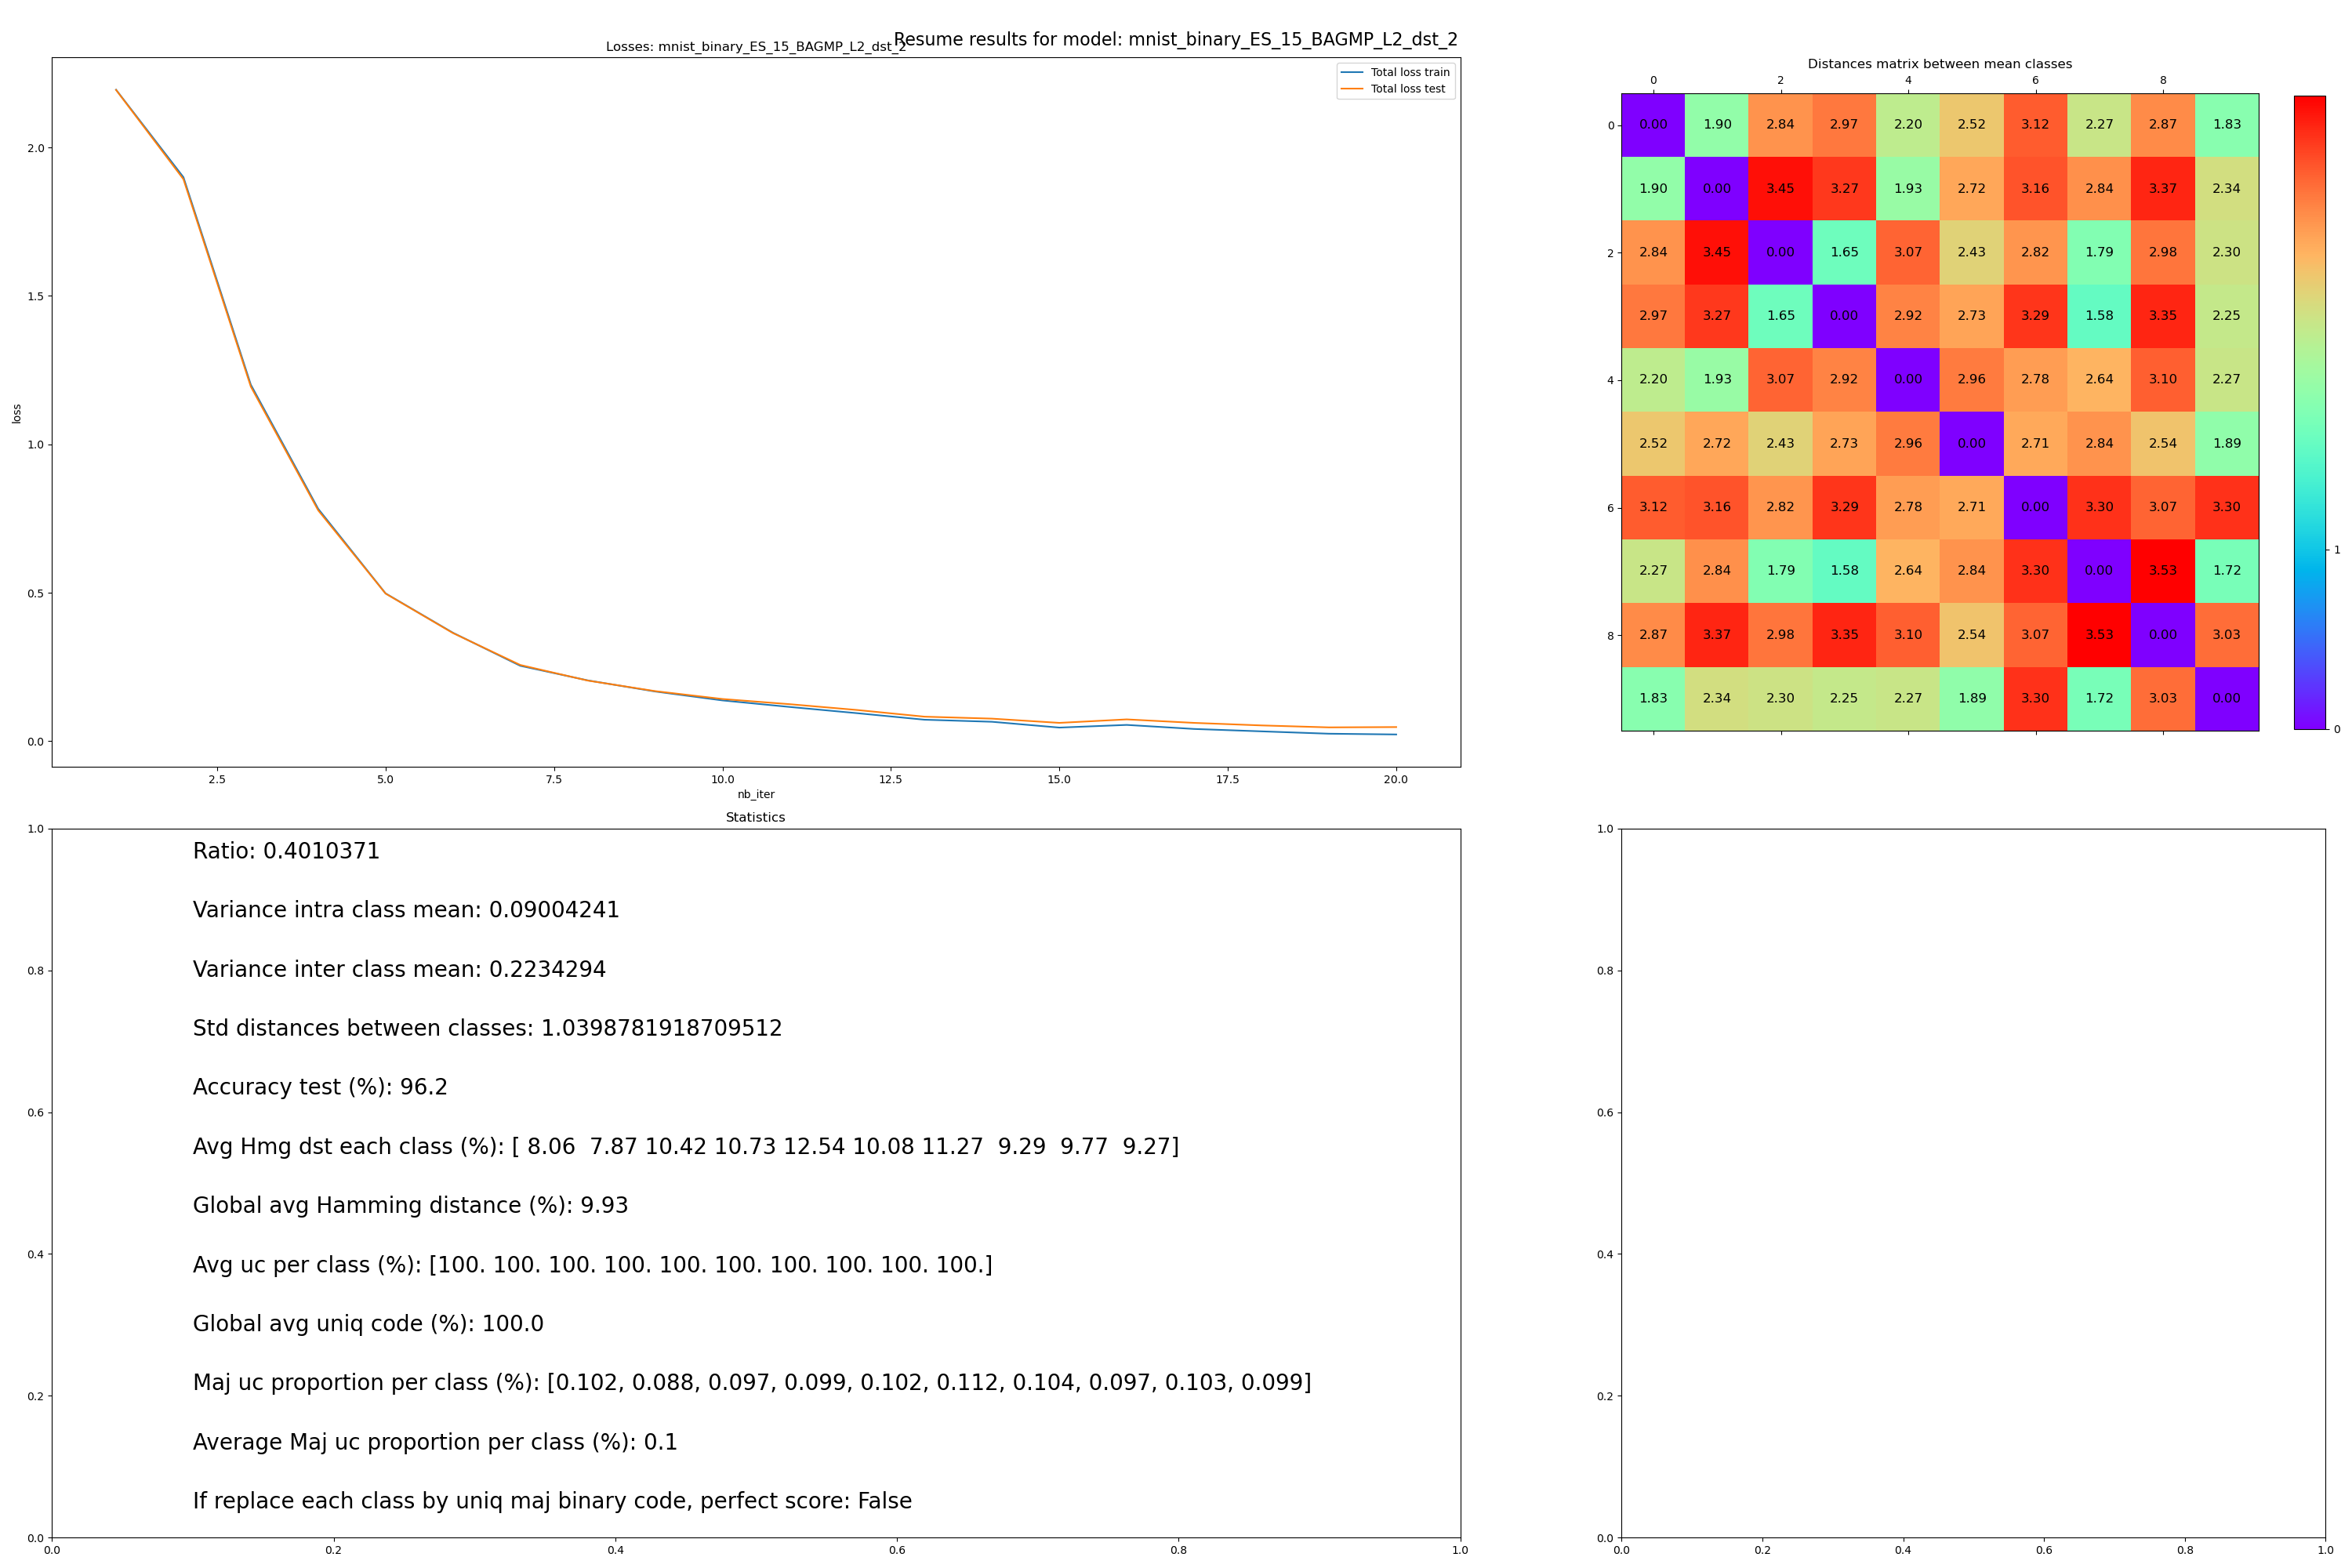 Resume results for model: mnist_binary_ES_15_BAGMP_L2_dst_2
Losses: mnist_binary_ES_15_BAGMP_L2_dst_2
Total loss train
Total loss test
2.0
1.5
1.0
0.5
0.0
loss
2.5 5.0 7.5 10.0 12.5 15.0 17.5 20.0
nb_iter
Distances matrix between mean classes
0 2 4 6 8
0 0.00 1.90 2.84 2.97 2.20 2.52 3.12 2.27 2.87 1.83
1.90 0.00 3.45 3.27 1.93 2.72 3.16 2.84 3.37 2.34
2 2.84 3.45 0.00 1.65 3.07 2.43 2.82 1.79 2.98 2.30
2.97 3.27 1.65 0.00 2.92 2.73 3.29 1.58 3.35 2.25
4 2.20 1.93 3.07 2.92 0.00 2.96 2.78 2.64 3.10 2.27
2.52 2.72 2.43 2.73 2.96 0.00 2.71 2.84 2.54 1.89
6 3.12 3.16 2.82 3.29 2.78 2.71 0.00 3.30 3.07 3.30
2.27 2.84 1.79 1.58 2.64 2.84 3.30 0.00 3.53 1.72
8 2.87 3.37 2.98 3.35 3.10 2.54 3.07 3.53 0.00 3.03
1.83 2.34 2.30 2.25 2.27 1.89 3.30 1.72 3.03 0.00
1
0
Statistics
Ratio: 0.4010371
Variance intra class mean: 0.09004241
Variance inter class mean: 0.2234294
Std distances between classes: 1.0398781918709512
Accuracy test (%): 96.2
Avg Hmg dst each class (%): [ 8.06  7.87 10.42 10.73 12.54 10.08 11.27  9.29  9.77  9.27]
Global avg Hamming distance (%): 9.93
Avg uc per class (%): [100. 100. 100. 100. 100. 100. 100. 100. 100. 100.]
Global avg uniq code (%): 100.0
Maj uc proportion per class (%): [0.102, 0.088, 0.097, 0.099, 0.102, 0.112, 0.104, 0.097, 0.103, 0.099]
Average Maj uc proportion per class (%): 0.1
If replace each class by uniq maj binary code, perfect score: False
1.0
0.8
0.6
0.4
0.2
0.0
0.0 0.2 0.4 0.6 0.8 1.0
1.0
0.8
0.6
0.4
0.2
0.0
0.0 0.2 0.4 0.6 0.8 1.0